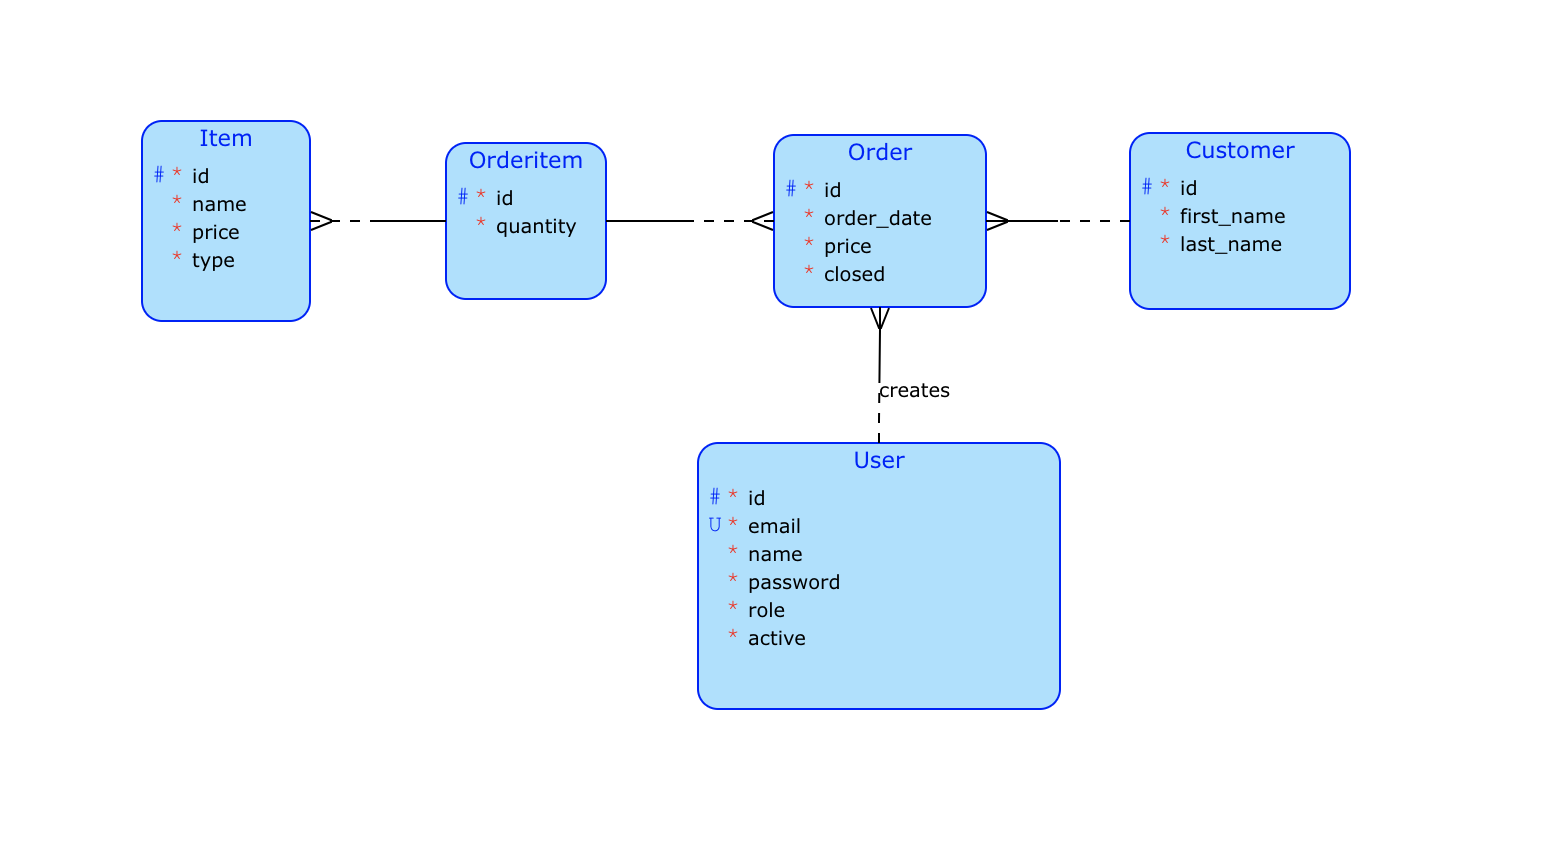 Item
# * id
* name
* price
* type
Orderitem
# * id
* quantity
Order
# * id
* order_date
* price
* closed
Customer
# * id
* first_name
* last_name
creates
User
# * id
U * email
* name
* password
* role
* active